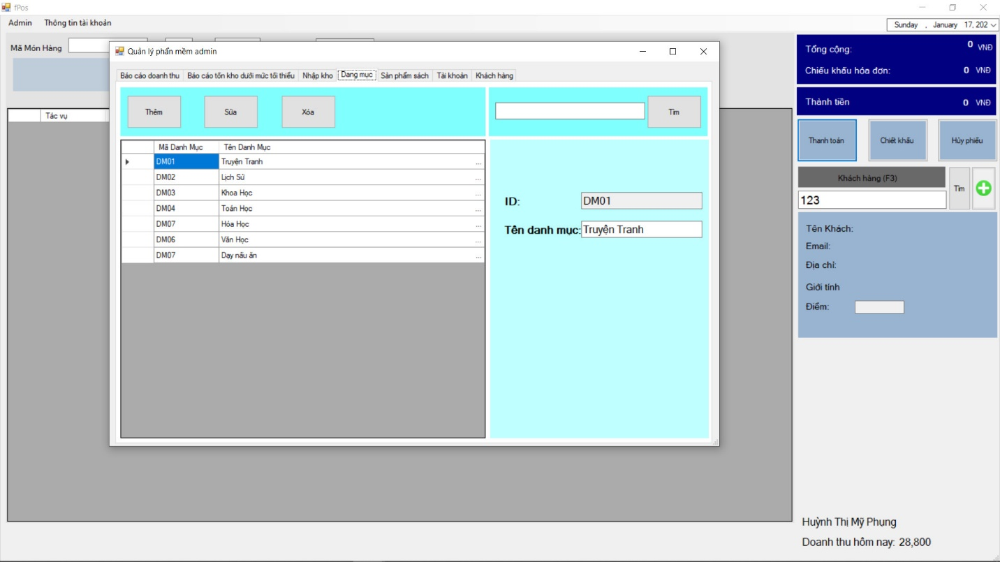 fPos
Admin Thông tin tài khoản
Sunday , January 17, 202
Mã Món Hàng
Tác vụ
Quản lý phần mềm admin
Báo cáo doanh thu Báo cáo tồn kho dưới mức tối thiểu Nhập kho Dang mục Sản phẩm sách Tài khoản Khách hàng
Thêm Sửa Xóa Tìm
Mã Danh Mục Tên Danh Mục
DM01 Truyện Tranh ...
DM02 Lịch Sử ...
DM03 Khoa Học ...
DM04 Toán Học ...
DM07 Hóa Học ...
DM06 Văn Học ...
DM07 Dạy nấu ăn ...
ID: DM01
Tên danh mục: Truyện Tranh
Tổng cộng: 0 VNĐ
Chiếu khấu hóa đơn: 0 VNĐ
Thành tiền 0 VNĐ
Thanh toán Chiết khấu Hủy phiếu
Khách hàng (F3)
123
Tìm
Tên Khách:
Email:
Địa chỉ:
Giới tính
Điểm:
Huỳnh Thị Mỹ Phụng
Doanh thu hôm nay: 28,800